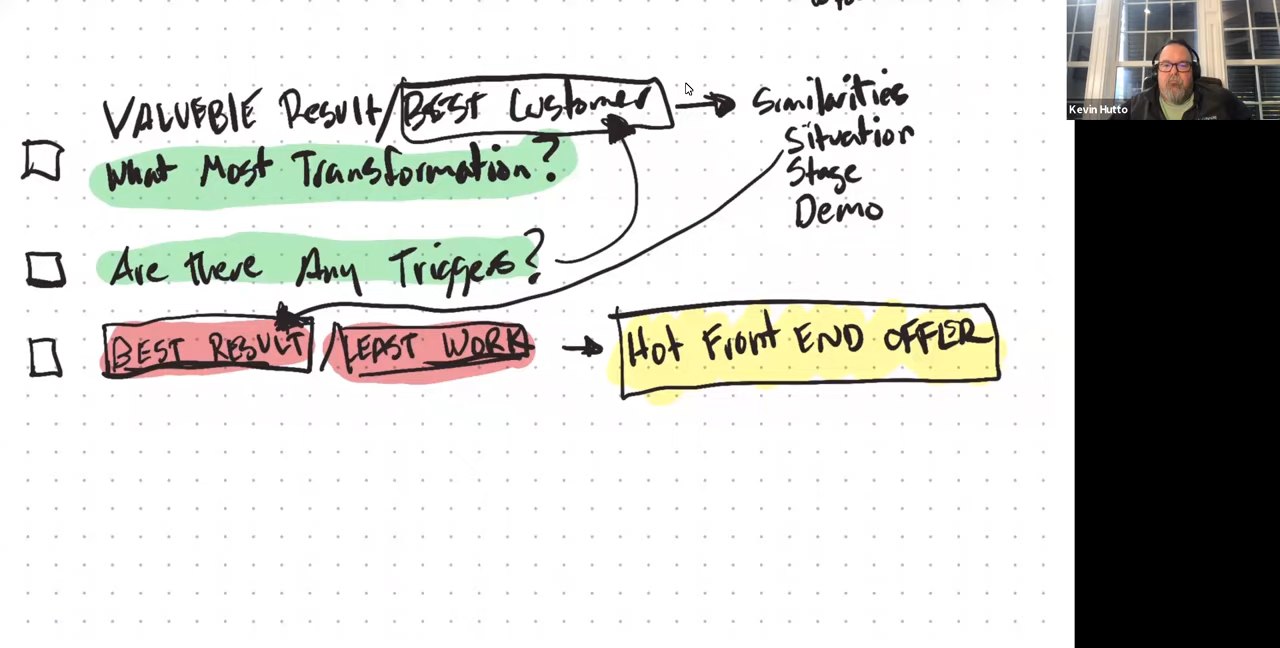 VALUEBLE Result/BEST Customer → Similarities
Situation
What Most Transformation?
Stage
Demo
Are there Any Triggers?
BEST RESULT / LEAST WORK → Hot Front END OFFER
Kevin Hutto